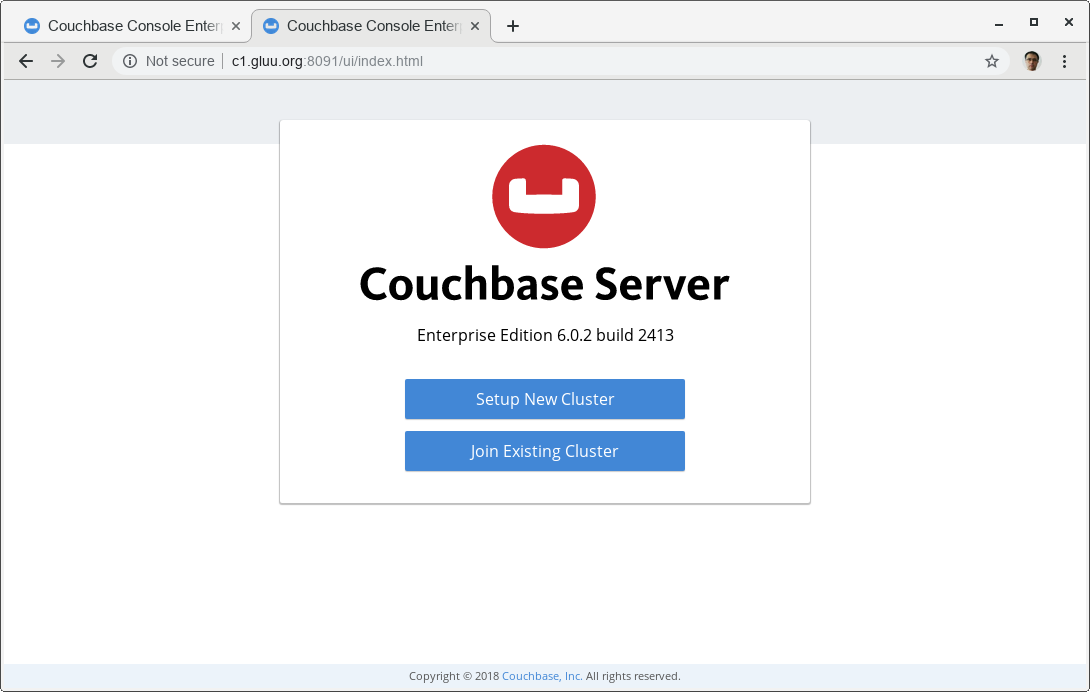 Couchbase Console Enter
Couchbase Console Enter
Not secure | c1.gluu.org:8091/ui/index.html
Couchbase Server
Enterprise Edition 6.0.2 build 2413
Setup New Cluster
Join Existing Cluster
Copyright © 2018 Couchbase, Inc. All rights reserved.